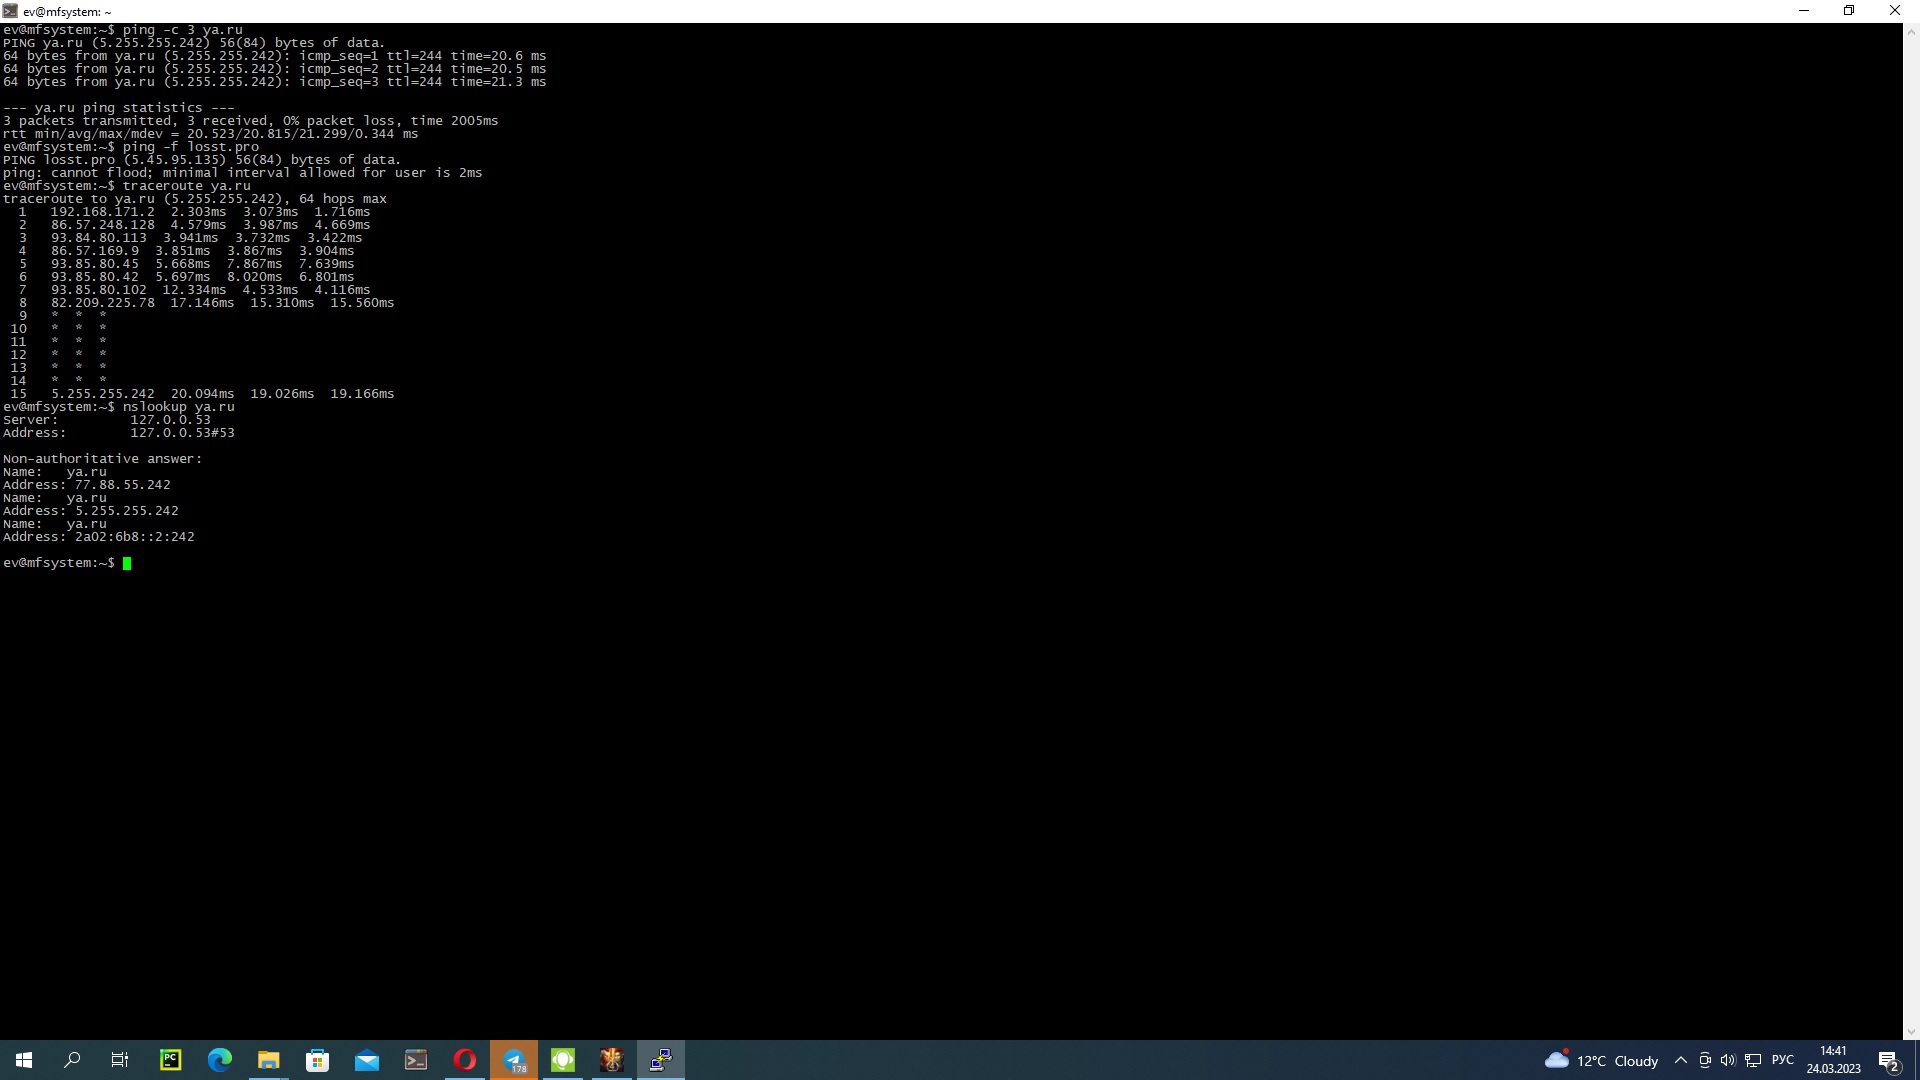 ev@mfsystem: ~
ev@mfsystem:~$ ping -c 3 ya.ru
PING ya.ru (5.255.255.242) 56(84) bytes of data.
64 bytes from ya.ru (5.255.255.242): icmp_seq=1 ttl=244 time=20.6 ms
64 bytes from ya.ru (5.255.255.242): icmp_seq=2 ttl=244 time=20.5 ms
64 bytes from ya.ru (5.255.255.242): icmp_seq=3 ttl=244 time=21.3 ms
--- ya.ru ping statistics ---
3 packets transmitted, 3 received, 0% packet loss, time 2005ms
rtt min/avg/max/mdev = 20.523/20.815/21.299/0.344 ms
ev@mfsystem:~$ ping -f losst.pro
PING losst.pro (5.45.95.135) 56(84) bytes of data.
ping: cannot flood; minimal interval allowed for user is 2ms
ev@mfsystem:~$ traceroute ya.ru
traceroute to ya.ru (5.255.255.242), 64 hops max
1 192.168.171.2 2.303ms 3.073ms 1.716ms
2 86.57.248.128 4.579ms 3.987ms 4.669ms
3 93.84.80.113 3.941ms 3.732ms 3.422ms
4 86.57.169.9 3.851ms 3.867ms 3.904ms
5 93.85.80.45 5.668ms 7.867ms 7.639ms
6 93.85.80.42 5.697ms 8.020ms 6.801ms
7 93.85.80.102 12.334ms 4.533ms 4.116ms
8 82.209.225.78 17.146ms 15.310ms 15.560ms
9 * * *
10 * * *
11 * * *
12 * * *
13 * * *
14 * * *
15 5.255.255.242 20.094ms 19.026ms 19.166ms
ev@mfsystem:~$ nslookup ya.ru
Server: 127.0.0.53
Address: 127.0.0.53#53
Non-authoritative answer:
Name: ya.ru
Address: 77.88.55.242
Name: ya.ru
Address: 5.255.255.242
Name: ya.ru
Address: 2a02:6b8::2:242
ev@mfsystem:~$
PC
178
12°C Cloudy
РУС
14:41
24.03.2023
2